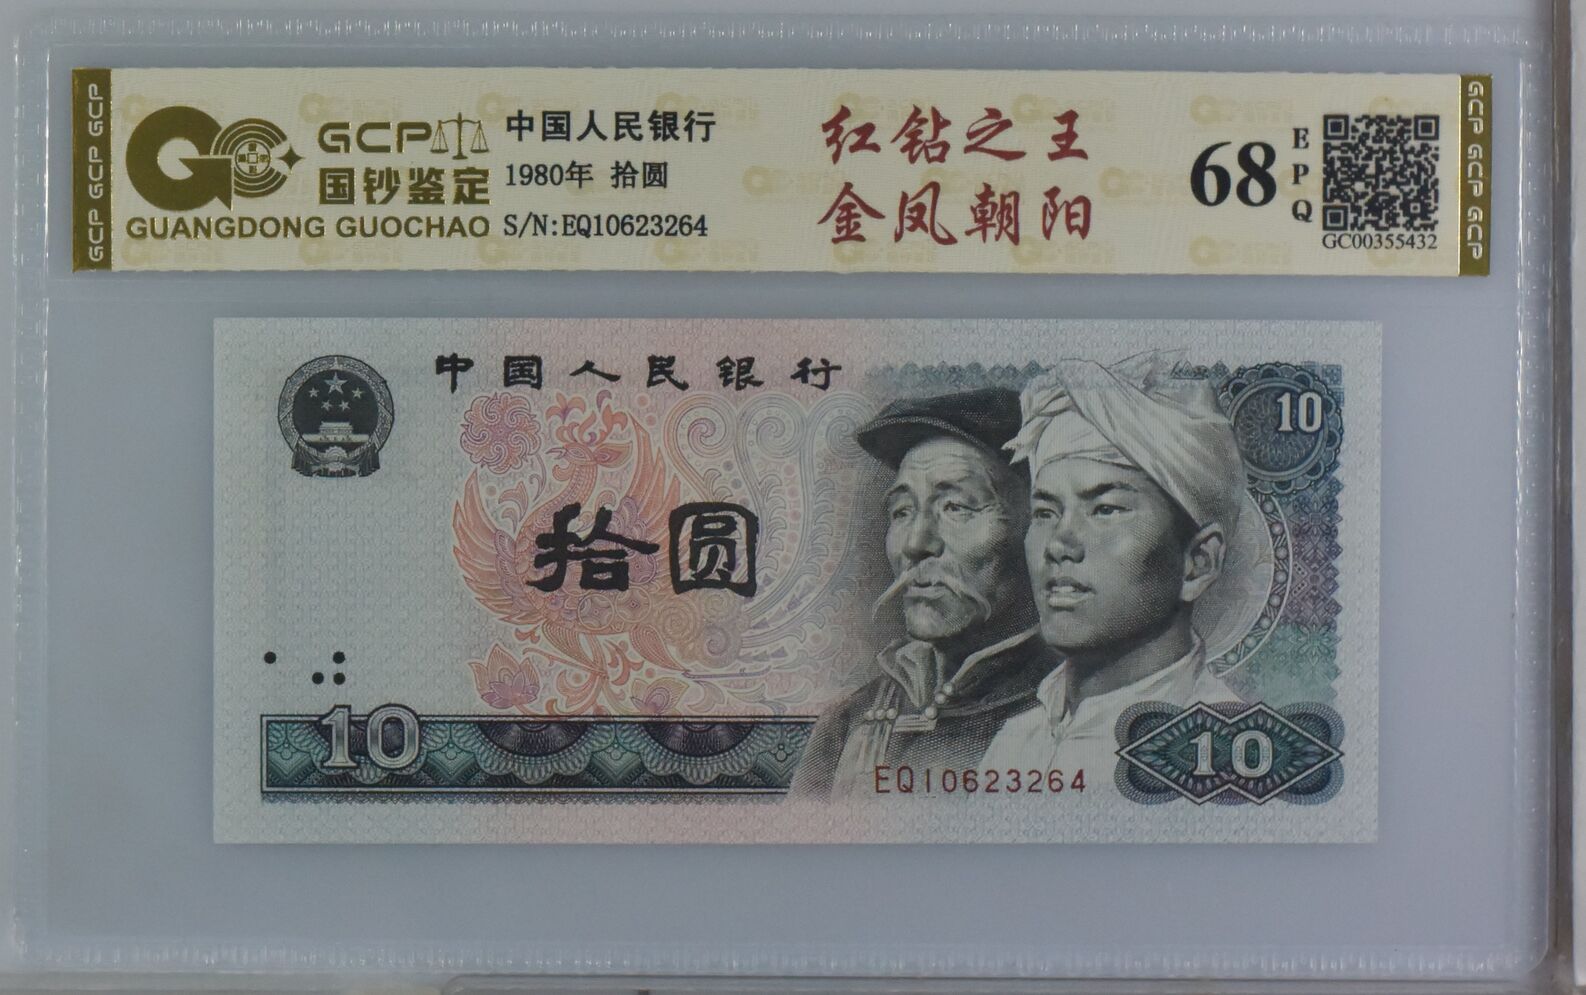 GCP GCP GCP
GCP
国钞鉴定
GUANGDONG GUOCHAO
中国人民银行
1980年 拾圆
S/N:EQ10623264
红钻之王
金凤朝阳
68
EPQ
GC00355432
GCP GCP GCP
中国人民银行
10
拾圆
10
EQ10623264
10